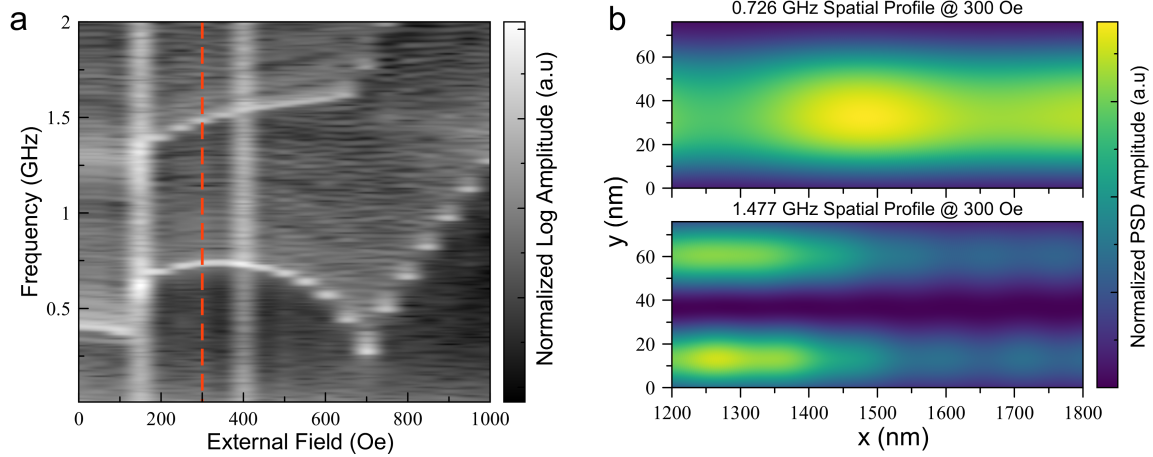 a
2
1.5
1
0.5
Frequency (GHz)
0
200
400
600
800
1000
External Field (Oe)
Normalized Log Amplitude (a.u)
b
0.726 GHz Spatial Profile @ 300 Oe
60
40
20
0
1.477 GHz Spatial Profile @ 300 Oe
60
40
20
0
y (nm)
1200
1300
1400
1500
1600
1700
1800
x (nm)
Normalized PSD Amplitude (a.u)